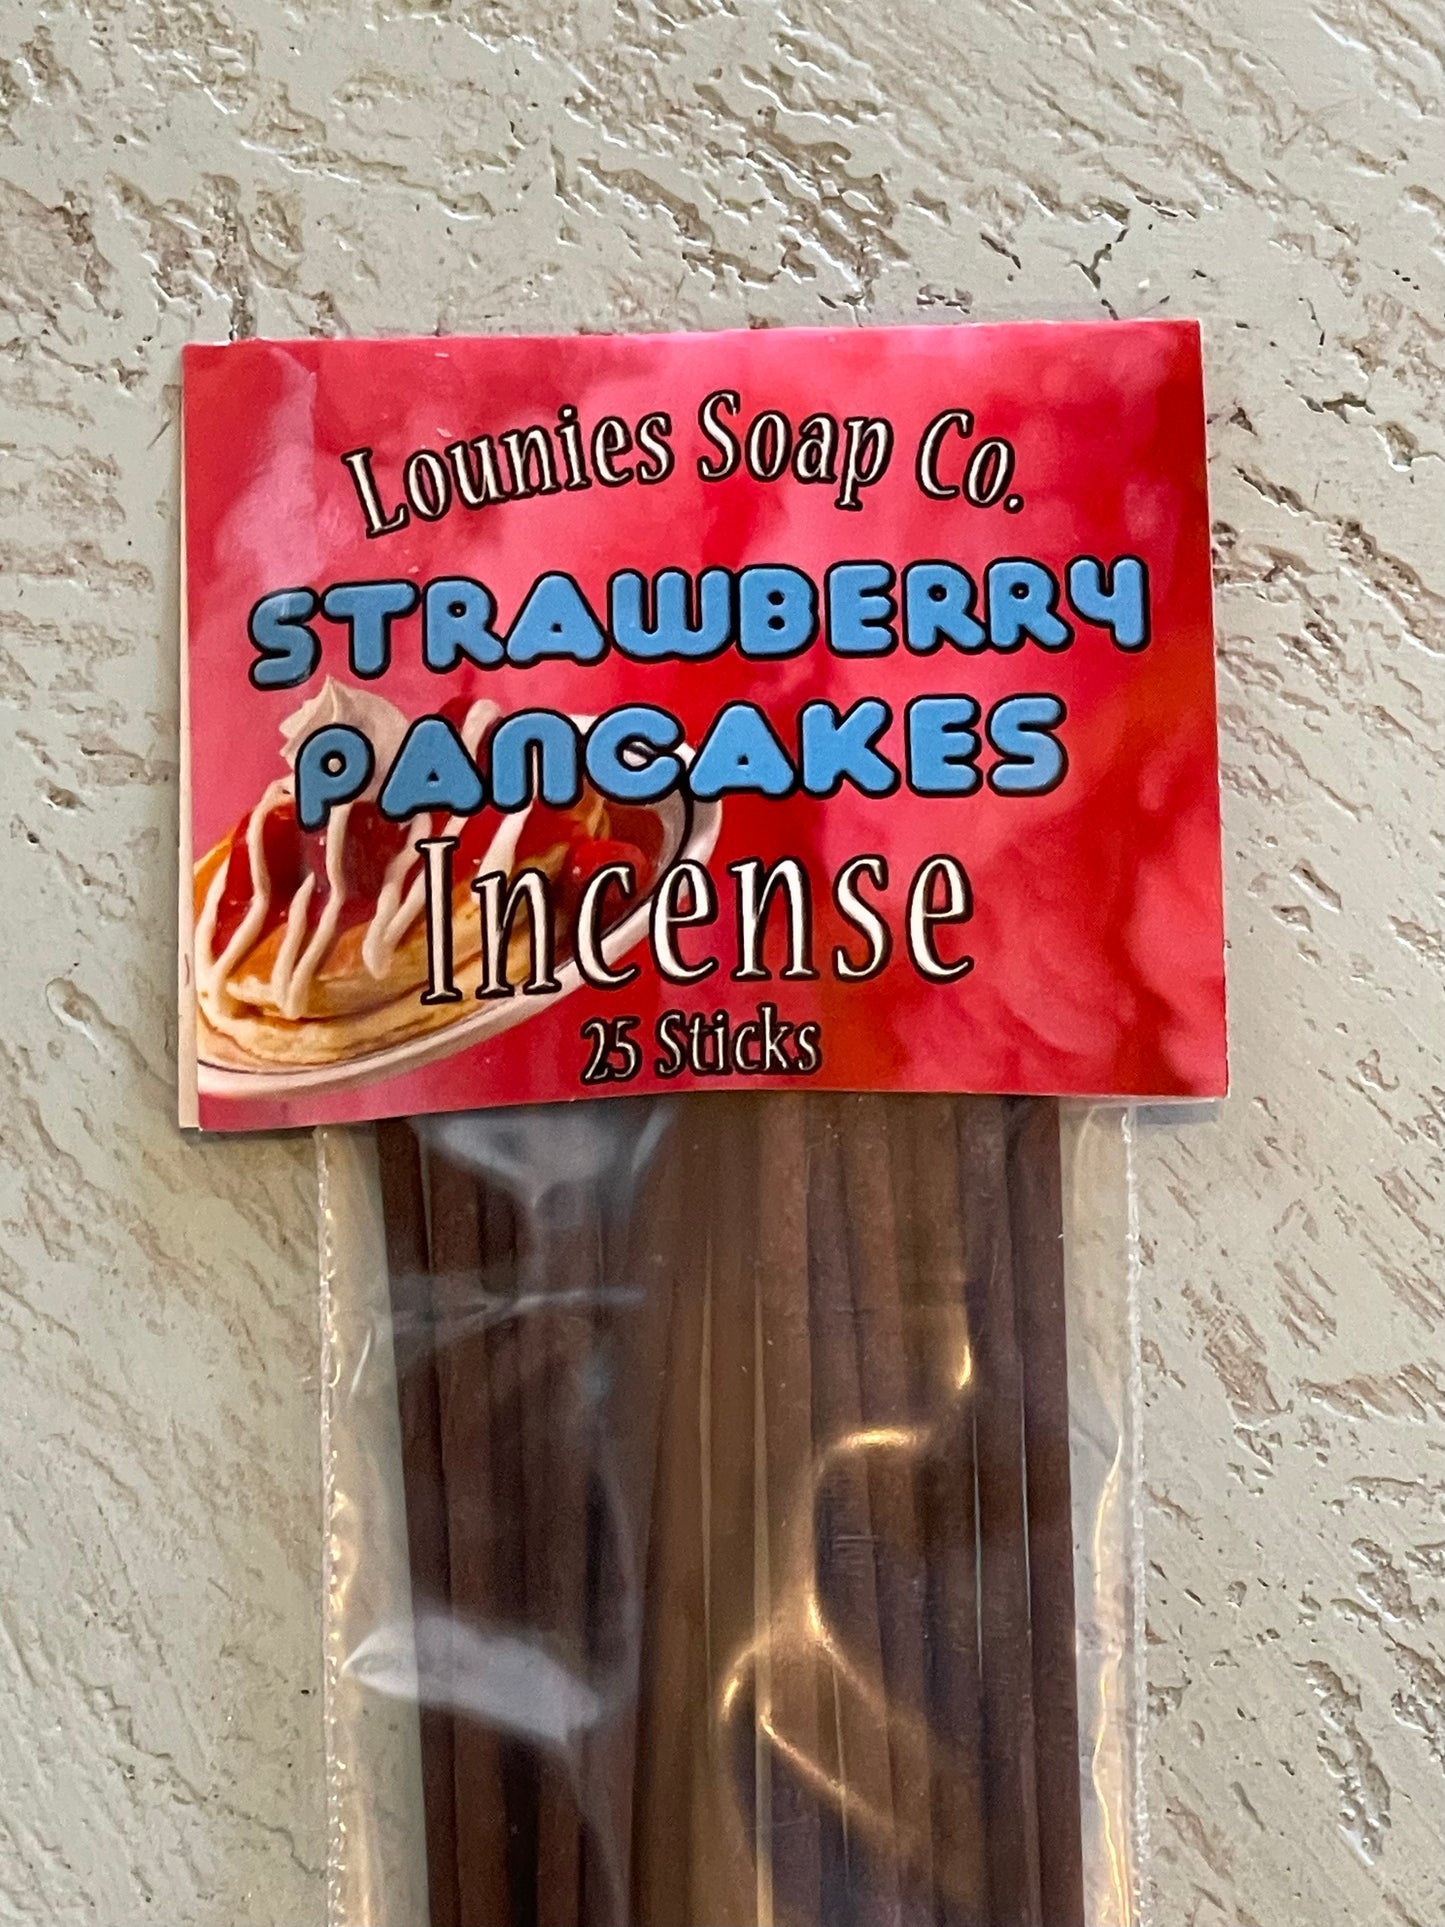 Lounies Soap Co.
STRAWBERRY
PANCAKES
Incense
25 Sticks